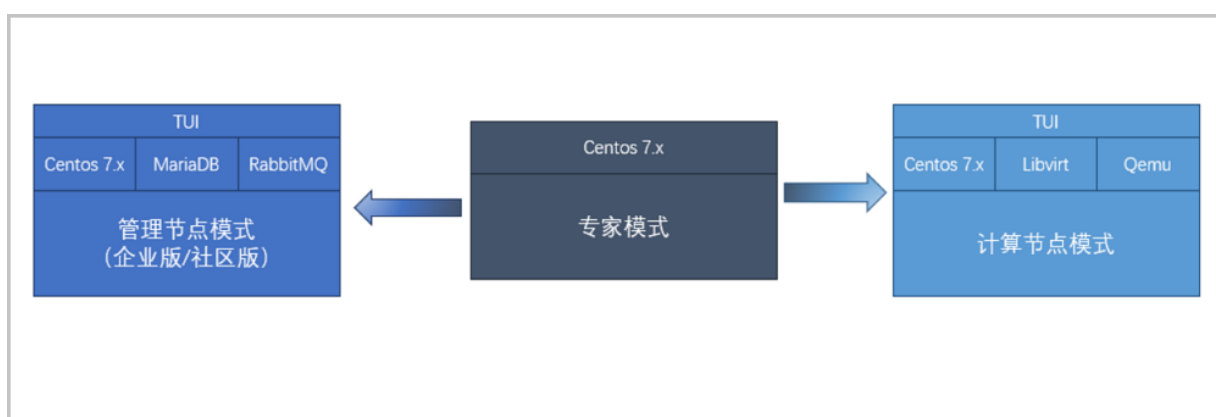 TUI
Centos 7.x
MariaDB
RabbitMQ
管理节点模式
（企业版/社区版）
Centos 7.x
专家模式
TUI
Centos 7.x
Libvirt
Qemu
计算节点模式